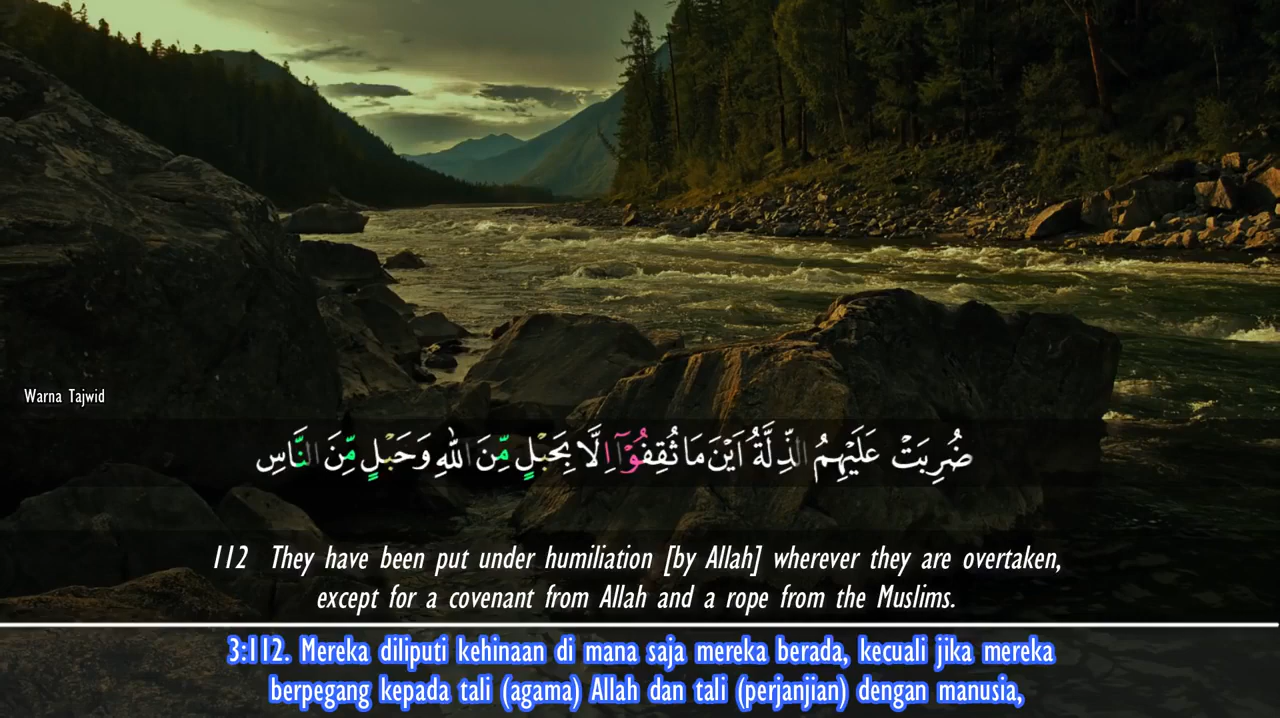 Warna Tajwid
ضُرِبَتْ عَلَيْهِمُ الذِّلَّةُ اَيْنَ مَا ثُقِفُوْٓا اِلَّا بِحَبْلٍ مِّنَ اللّٰهِ وَحَبْلٍ مِّنَ النَّاسِ
112 They have been put under humiliation [by Allah] wherever they are overtaken,
except for a covenant from Allah and a rope from the Muslims.
3:112. Mereka diliputi kehinaan di mana saja mereka berada, kecuali jika mereka
berpegang kepada tali (agama) Allah dan tali (perjanjian) dengan manusia,